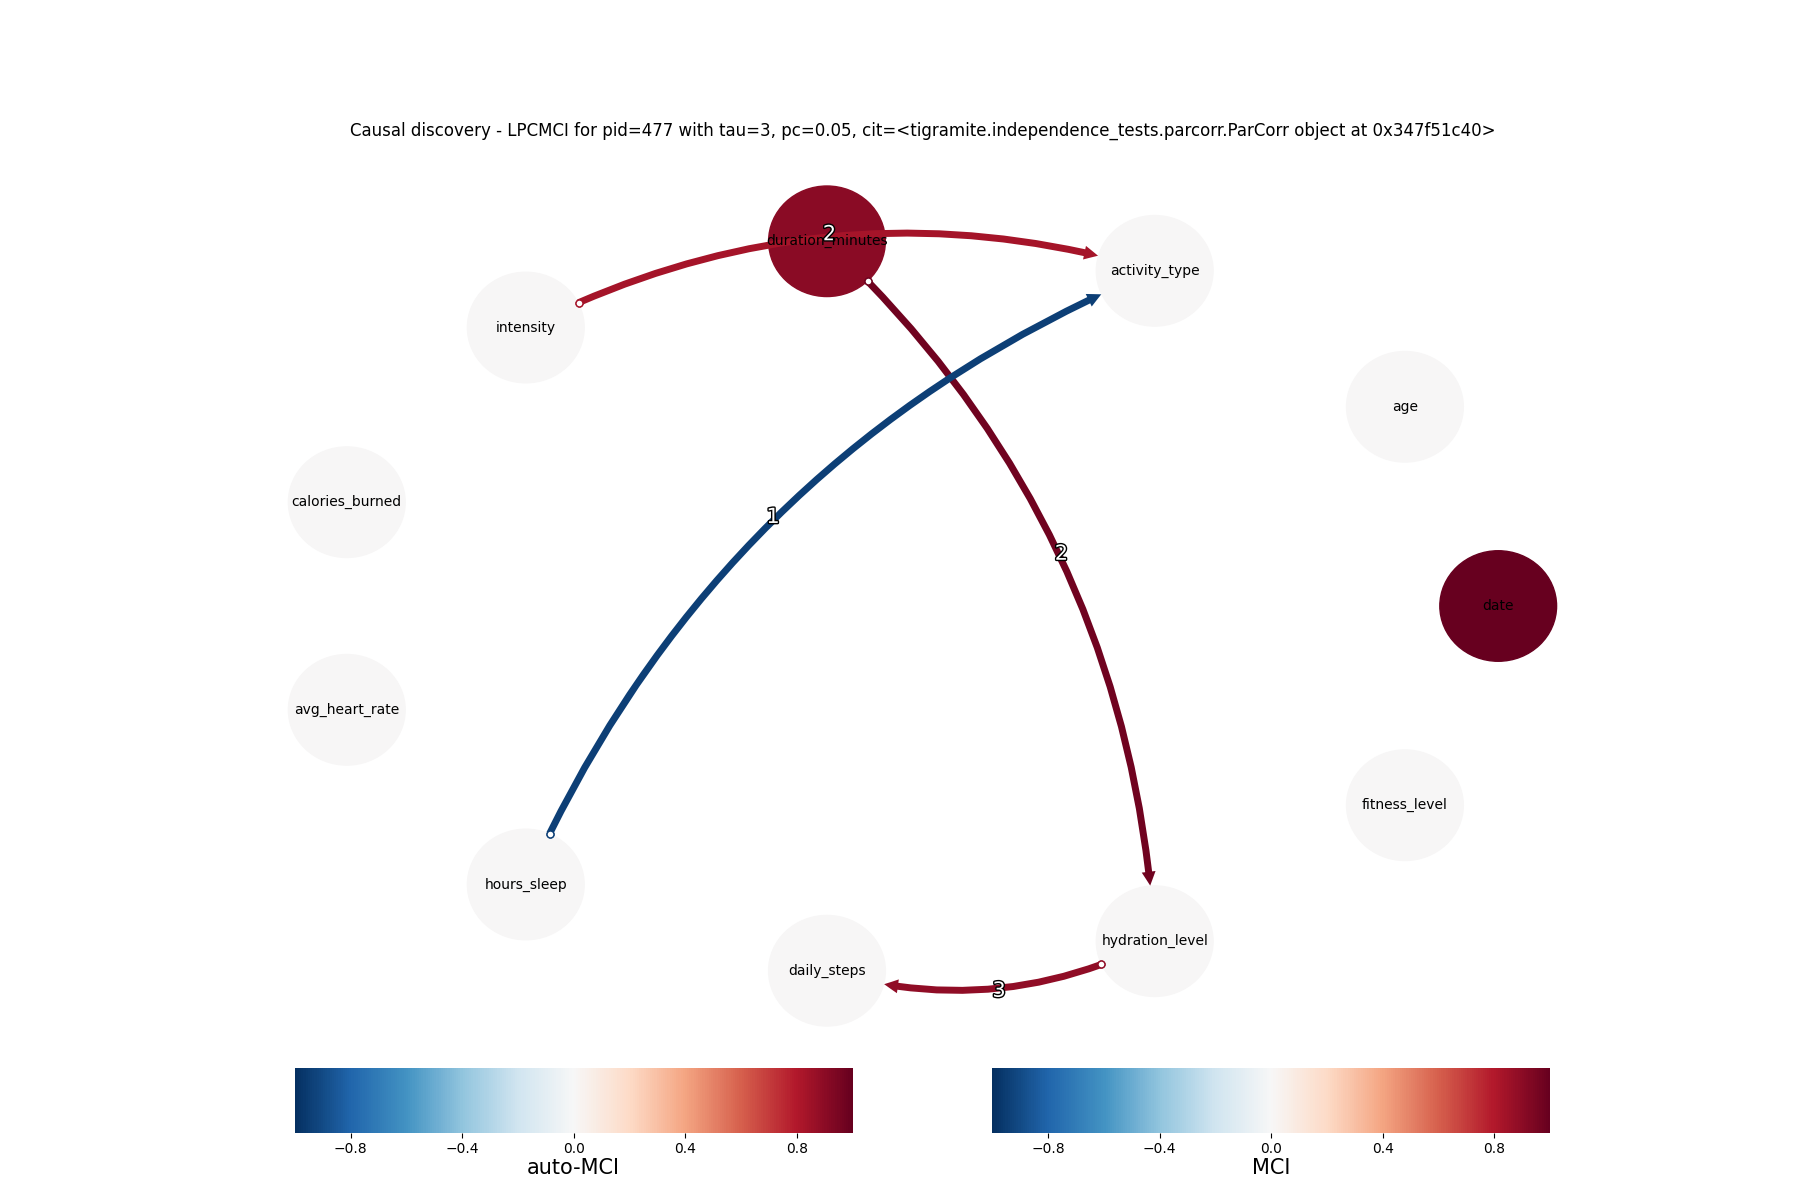 Causal discovery - LPCMCI for pid=477 with tau=3, pc=0.05, cit=<tigramite.independence_tests.parcorr.ParCorr object at 0x347f51c40>
2
duration_minutes
activity_type
intensity
age
calories_burned
1
2
date
avg_heart_rate
fitness_level
hours_sleep
hydration_level
daily_steps
3
−0.8 −0.4 0.0 0.4 0.8
auto-MCI
−0.8 −0.4 0.0 0.4 0.8
MCI